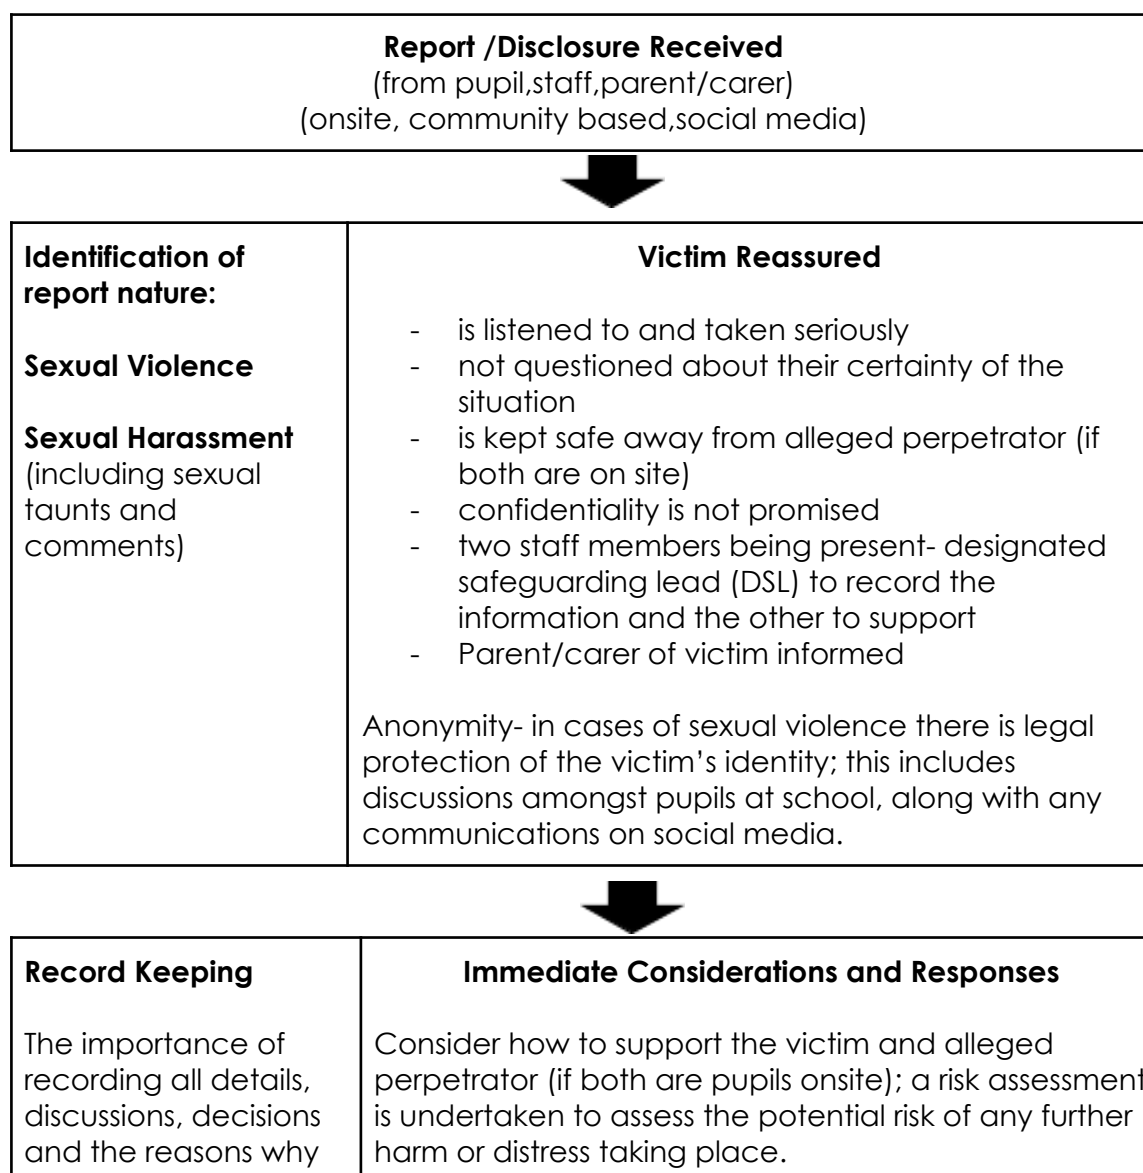 Report /Disclosure Received
(from pupil,staff,parent/carer)
(onsite, community based,social media)
Identification of
report nature:
Sexual Violence
Sexual Harassment
(including sexual
taunts and
comments)
Victim Reassured
- is listened to and taken seriously
- not questioned about their certainty of the
situation
- is kept safe away from alleged perpetrator (if
both are on site)
- confidentiality is not promised
- two staff members being present- designated
safeguarding lead (DSL) to record the
information and the other to support
- Parent/carer of victim informed
Anonymity- in cases of sexual violence there is legal
protection of the victim’s identity; this includes
discussions amongst pupils at school, along with any
communications on social media.
Record Keeping
The importance of
recording all details,
discussions, decisions
and the reasons why
Immediate Considerations and Responses
Consider how to support the victim and alleged
perpetrator (if both are pupils onsite); a risk assessment
is undertaken to assess the potential risk of any further
harm or distress taking place.